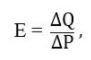 E = ΔQ/ΔP,